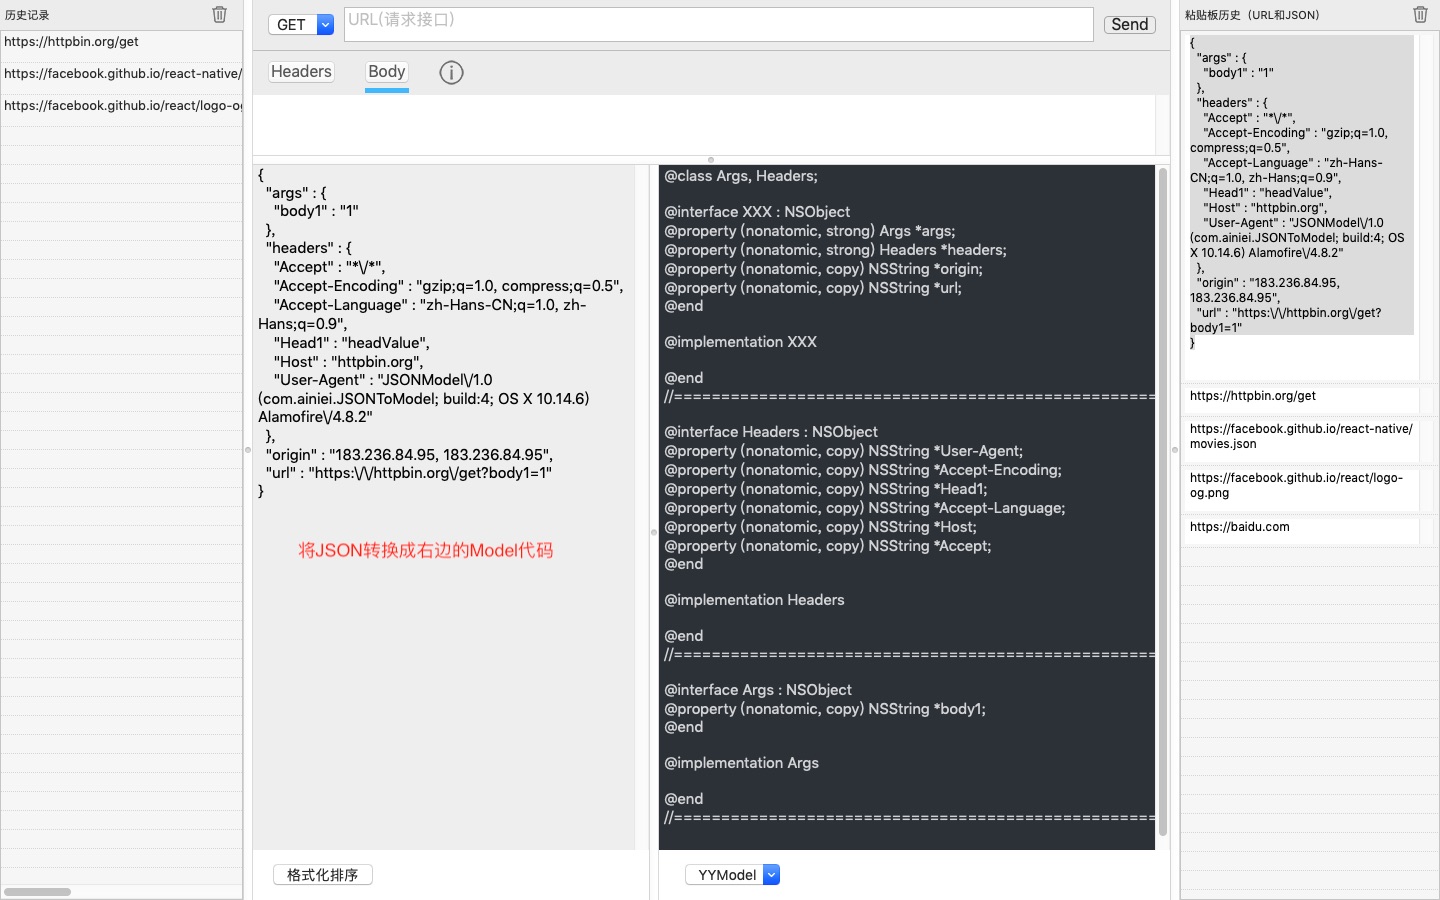 历史记录
https://httpbin.org/get
https://facebook.github.io/react-native/
https://facebook.github.io/react/logo-og
GET
URL(请求接口)
Send
Headers
Body
{
"args" : {
"body1" : "1"
},
"headers" : {
"Accept" : "*\/*",
"Accept-Encoding" : "gzip;q=1.0, compress;q=0.5",
"Accept-Language" : "zh-Hans-CN;q=1.0, zh-
Hans;q=0.9",
"Head1" : "headValue",
"Host" : "httpbin.org",
"User-Agent" : "JSONModel\/1.0
(com.ainiei.JSONToModel; build:4; OS X 10.14.6)
Alamofire\/4.8.2"
},
"origin" : "183.236.84.95, 183.236.84.95",
"url" : "https:\/\/httpbin.org\/get?body1=1"
}
将JSON转换成右边的Model代码
格式化排序
@class Args, Headers;
@interface XXX : NSObject
@property (nonatomic, strong) Args *args;
@property (nonatomic, strong) Headers *headers;
@property (nonatomic, copy) NSString *origin;
@property (nonatomic, copy) NSString *url;
@end
@implementation XXX
@end
//===================================================
@interface Headers : NSObject
@property (nonatomic, copy) NSString *User-Agent;
@property (nonatomic, copy) NSString *Accept-Encoding;
@property (nonatomic, copy) NSString *Head1;
@property (nonatomic, copy) NSString *Accept-Language;
@property (nonatomic, copy) NSString *Host;
@property (nonatomic, copy) NSString *Accept;
@end
@implementation Headers
@end
//===================================================
@interface Args : NSObject
@property (nonatomic, copy) NSString *body1;
@end
@implementation Args
@end
//===================================================
YYModel
粘贴板历史（URL和JSON）
{
"args" : {
"body1" : "1"
},
"headers" : {
"Accept" : "*\/*",
"Accept-Encoding" : "gzip;q=1.0,
compress;q=0.5",
"Accept-Language" : "zh-Hans-
CN;q=1.0, zh-Hans;q=0.9",
"Head1" : "headValue",
"Host" : "httpbin.org",
"User-Agent" : "JSONModel\/1.0
(com.ainiei.JSONToModel; build:4; OS
X 10.14.6) Alamofire\/4.8.2"
},
"origin" : "183.236.84.95,
183.236.84.95",
"url" : "https:\/\/httpbin.org\/get?
body1=1"
}
https://httpbin.org/get
https://facebook.github.io/react-native/
movies.json
https://facebook.github.io/react/logo-
og.png
https://baidu.com